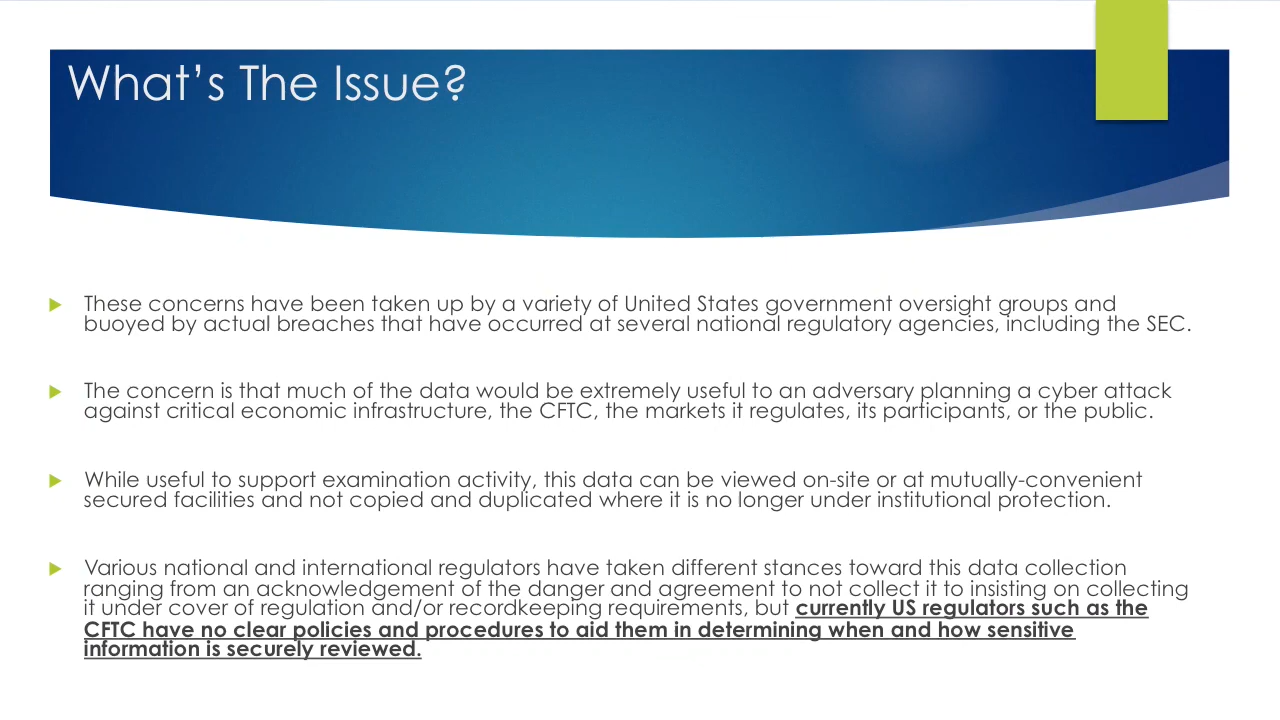 What’s The Issue?
These concerns have been taken up by a variety of United States government oversight groups and
buoyed by actual breaches that have occurred at several national regulatory agencies, including the SEC.
The concern is that much of the data would be extremely useful to an adversary planning a cyber attack
against critical economic infrastructure, the CFTC, the markets it regulates, its participants, or the public.
While useful to support examination activity, this data can be viewed on-site or at mutually-convenient
secured facilities and not copied and duplicated where it is no longer under institutional protection.
Various national and international regulators have taken different stances toward this data collection
ranging from an acknowledgement of the danger and agreement to not collect it to insisting on collecting
it under cover of regulation and/or recordkeeping requirements, but currently US regulators such as the
CFTC have no clear policies and procedures to aid them in determining when and how sensitive
information is securely reviewed.